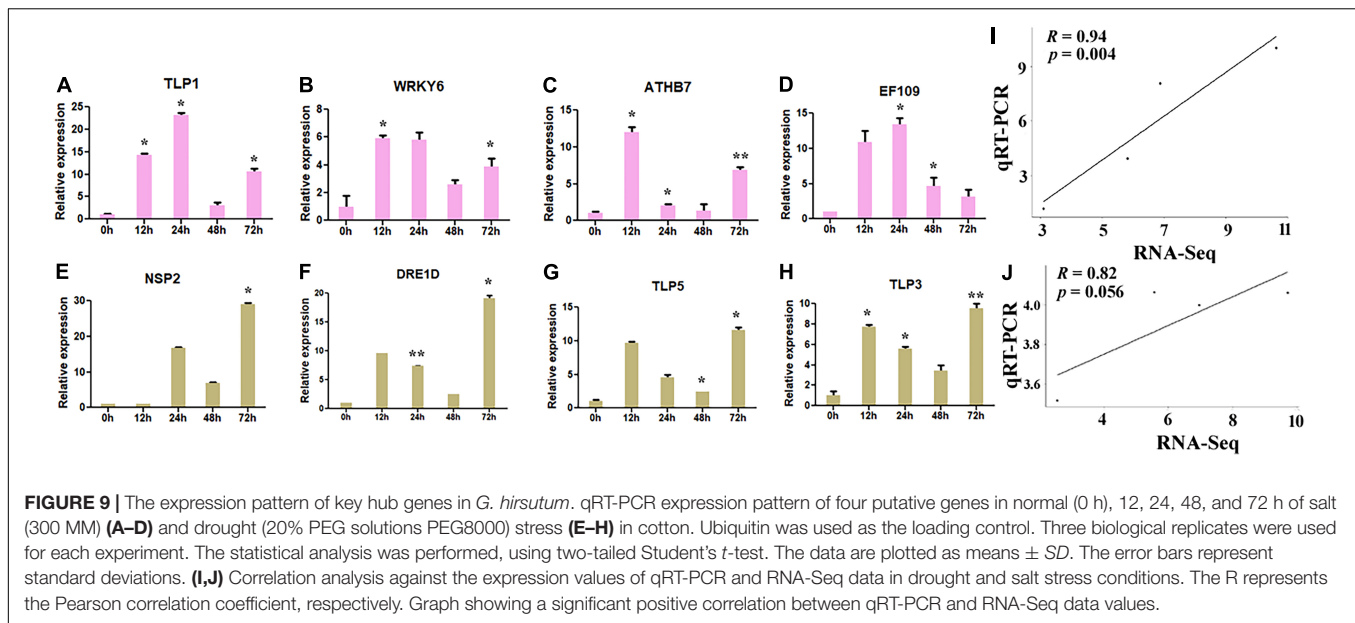 A
TLP1
Relative expression
25
20
15
10
5
0
0h 12h 24h 48h 72h
* * *
B
WRKY6
Relative expression
8
6
4
2
0
0h 12h 24h 48h 72h
* *
C
ATHB7
Relative expression
15
10
5
0
0h 12h 24h 48h 72h
* * **
D
EF109
Relative expression
20
15
10
5
0
0h 12h 24h 48h 72h
* *
I
R = 0.94
p = 0.004
qRT-PCR
9
6
3
3 5 7 9 11
RNA-Seq
E
NSP2
Relative expression
30
20
10
0
0h 12h 24h 48h 72h
*
F
DRE1D
Relative expression
20
15
10
5
0
0h 12h 24h 48h 72h
** *
G
TLP5
Relative expression
15
10
5
0
0h 12h 24h 48h 72h
* *
H
TLP3
Relative expression
10
8
6
4
2
0
0h 12h 24h 48h 72h
* * **
J
R = 0.82
p = 0.056
qRT-PCR
4.0
3.8
3.6
4 6 8 10
RNA-Seq
FIGURE 9 | The expression pattern of key hub genes in G. hirsutum. qRT-PCR expression pattern of four putative genes in normal (0 h), 12, 24, 48, and 72 h of salt
(300 MM) (A–D) and drought (20% PEG solutions PEG8000) stress (E–H) in cotton. Ubiquitin was used as the loading control. Three biological replicates were used
for each experiment. The statistical analysis was performed, using two-tailed Student's t-test. The data are plotted as means ± SD. The error bars represent
standard deviations. (I,J) Correlation analysis against the expression values of qRT-PCR and RNA-Seq data in drought and salt stress conditions. The R represents
the Pearson correlation coefficient, respectively. Graph showing a significant positive correlation between qRT-PCR and RNA-Seq data values.